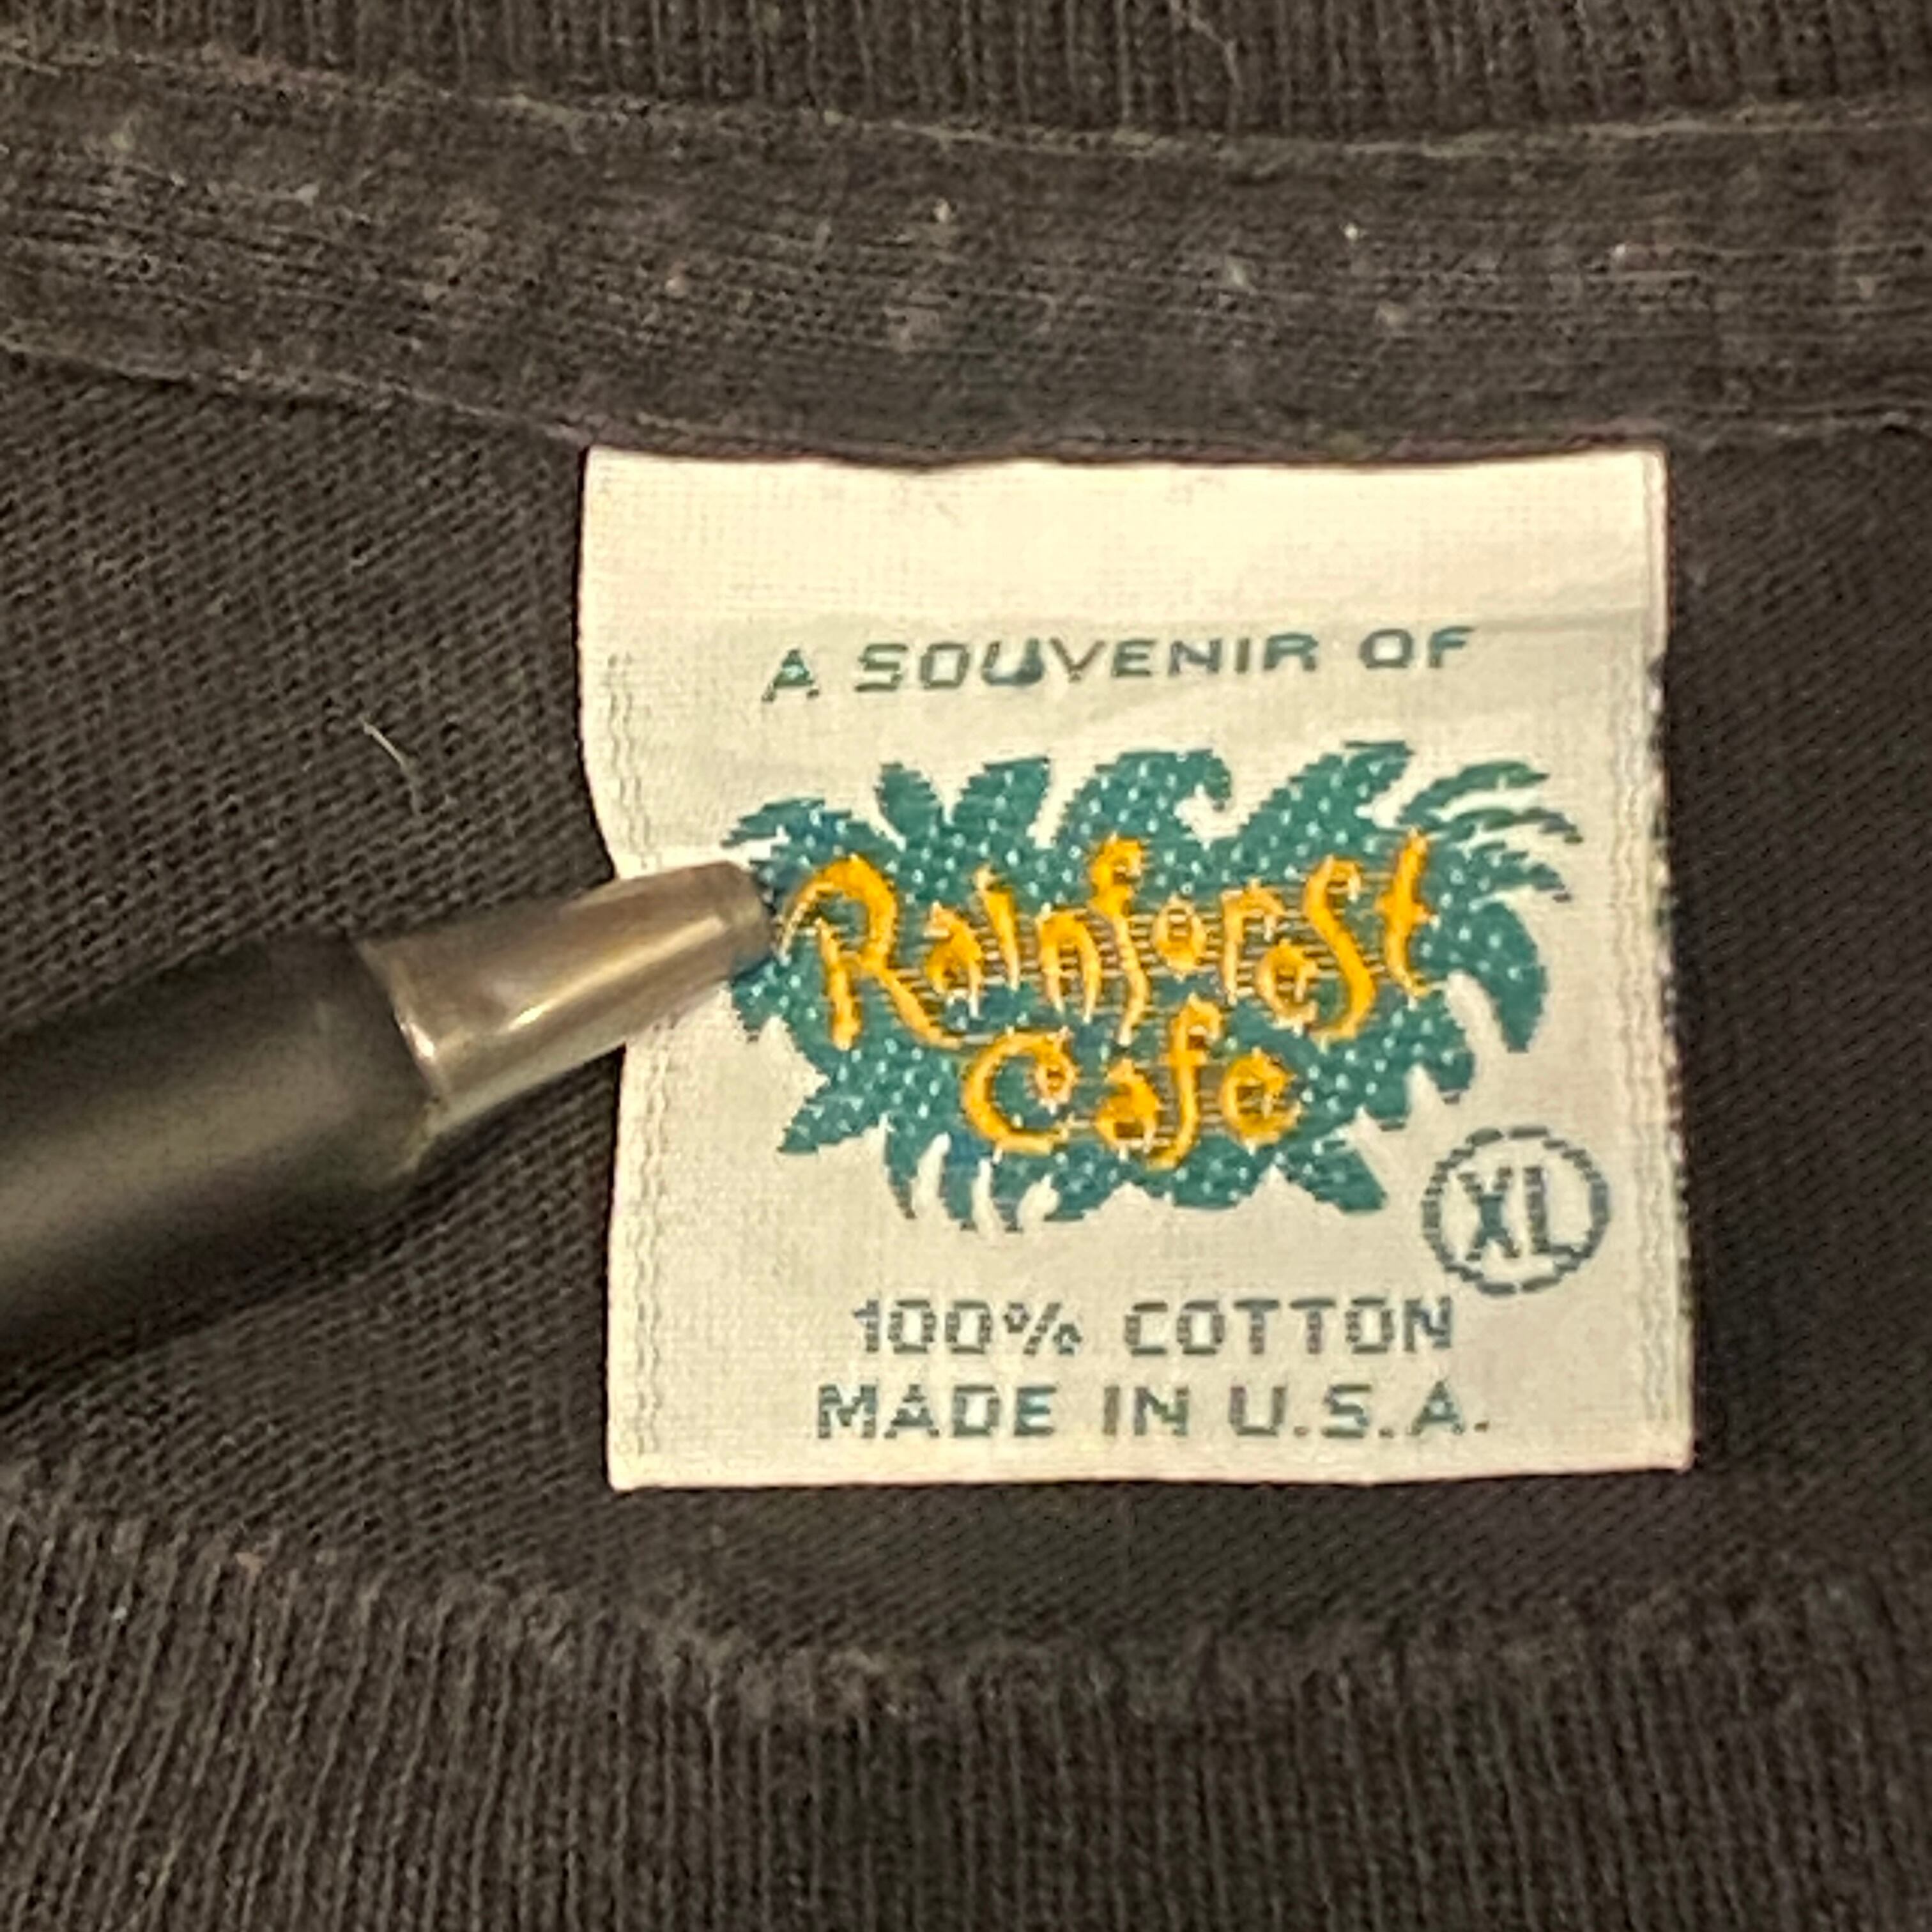 A SOUVENIR OF
Rainforest
Cafe
XL
100% COTTON
MADE IN U.S.A.